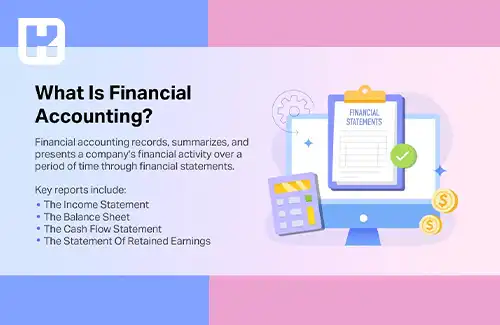 What Is Financial
Accounting?
Financial accounting records, summarizes, and
presents a company's financial activity over a
period of time through financial statements.
Key reports include:
• The Income Statement
• The Balance Sheet
• The Cash Flow Statement
• The Statement Of Retained Earnings
FINANCIAL
STATEMENTS
$
$